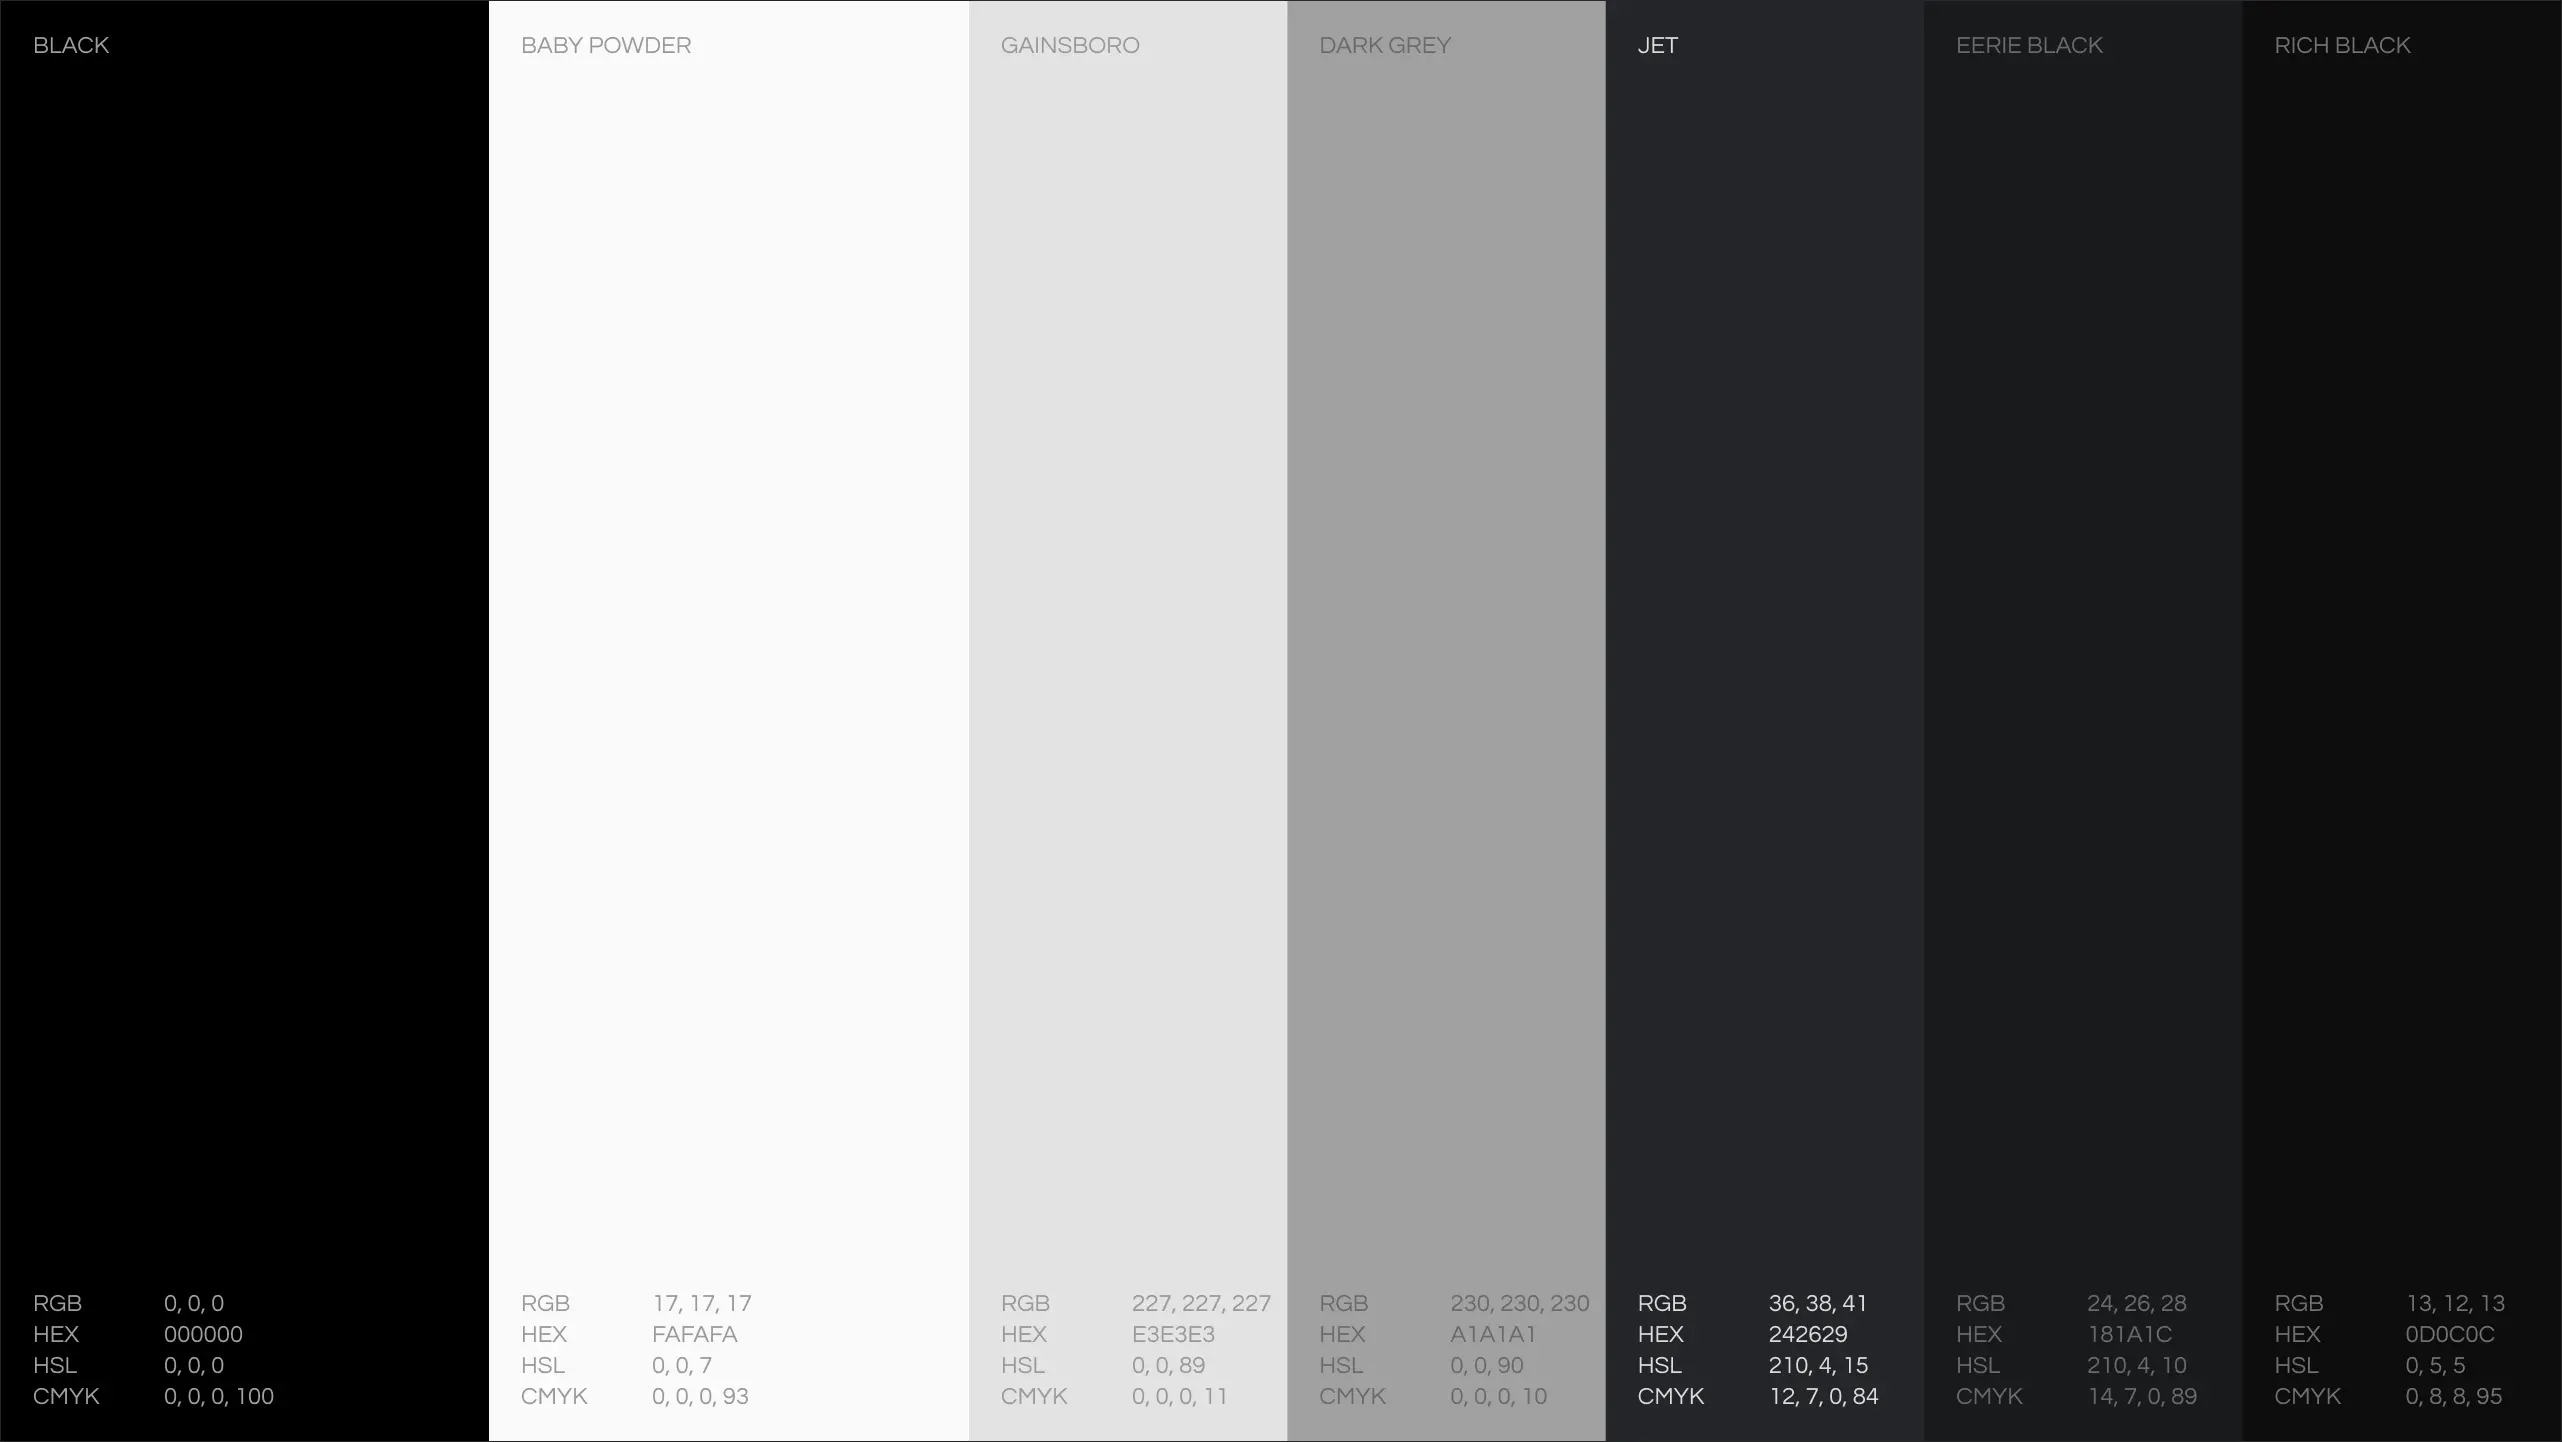 BLACK
RGB 0, 0, 0
HEX 000000
HSL 0, 0, 0
CMYK 0, 0, 0, 100
BABY POWDER
RGB 17, 17, 17
HEX FAFAFA
HSL 0, 0, 7
CMYK 0, 0, 0, 93
GAINSBORO
RGB 227, 227, 227
HEX E3E3E3
HSL 0, 0, 89
CMYK 0, 0, 0, 11
DARK GREY
RGB 230, 230, 230
HEX A1A1A1
HSL 0, 0, 90
CMYK 0, 0, 0, 10
JET
RGB 36, 38, 41
HEX 242629
HSL 210, 4, 15
CMYK 12, 7, 0, 84
EERIE BLACK
RGB 24, 26, 28
HEX 181A1C
HSL 210, 4, 10
CMYK 14, 7, 0, 89
RICH BLACK
RGB 13, 12, 13
HEX 0D0C0C
HSL 0, 5, 5
CMYK 0, 8, 8, 95